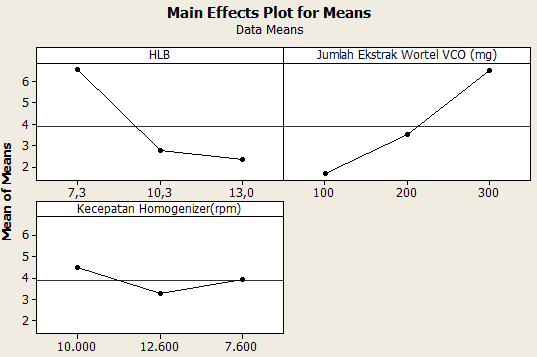 Main Effects Plot for Means
Data Means
HLB
Jumlah Ekstrak Wortel VCO (mg)
Mean of Means
6
5
4
3
2
7,3 10,3 13,0
100 200 300
Kecepatan Homogenizer(rpm)
6
5
4
3
2
10.000 12.600 7.600